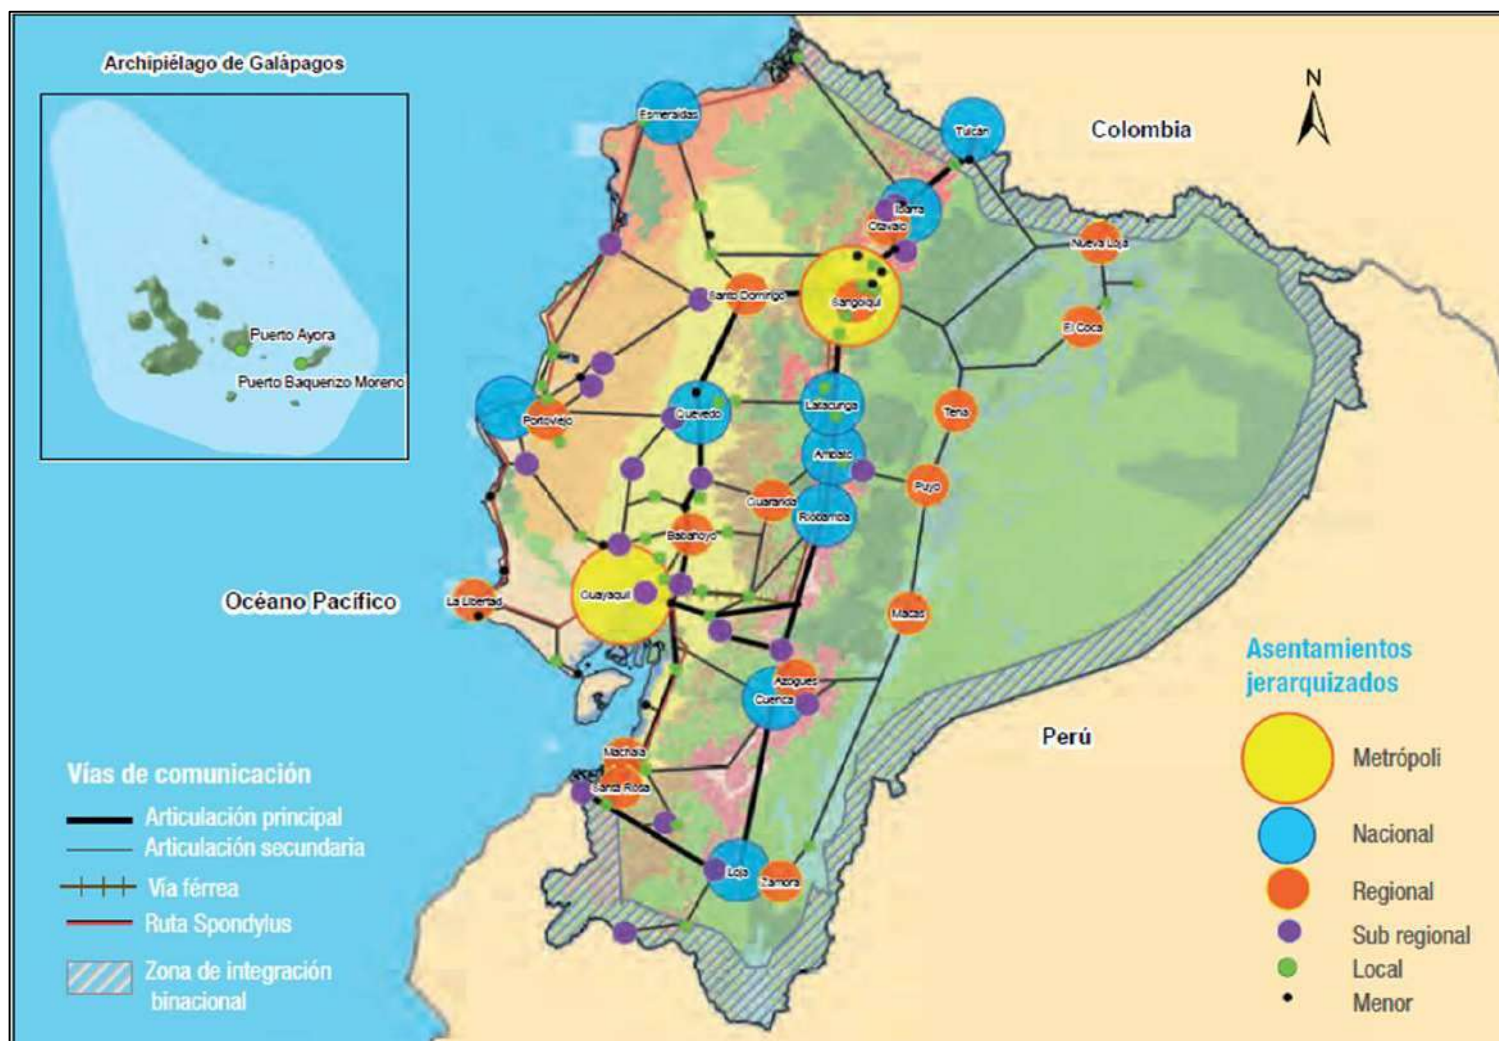 Archipiélago de Galápagos
N
Esmeraldas
Tulcán
Colombia
Ibarra
Otavalo
Nueva Loja
Santo Domingo
Sangolquí
El Coca
Puerto Ayora
Puerto Baquerizo Moreno
Portoviejo
Quevedo
Latacunga
Tena
Ambato
Puyo
Guaranda
Riobamba
Babahoyo
Océano Pacífico
La Libertad
Guayaquil
Macas
Azogues
Cuenca
Perú
Machala
Santa Rosa
Loja
Zamora
Vías de comunicación
Articulación principal
Articulación secundaria
Vía férrea
Ruta Spondylus
Zona de integración
binacional
Asentamientos
jerarquizados
Metrópoli
Nacional
Regional
Sub regional
Local
Menor